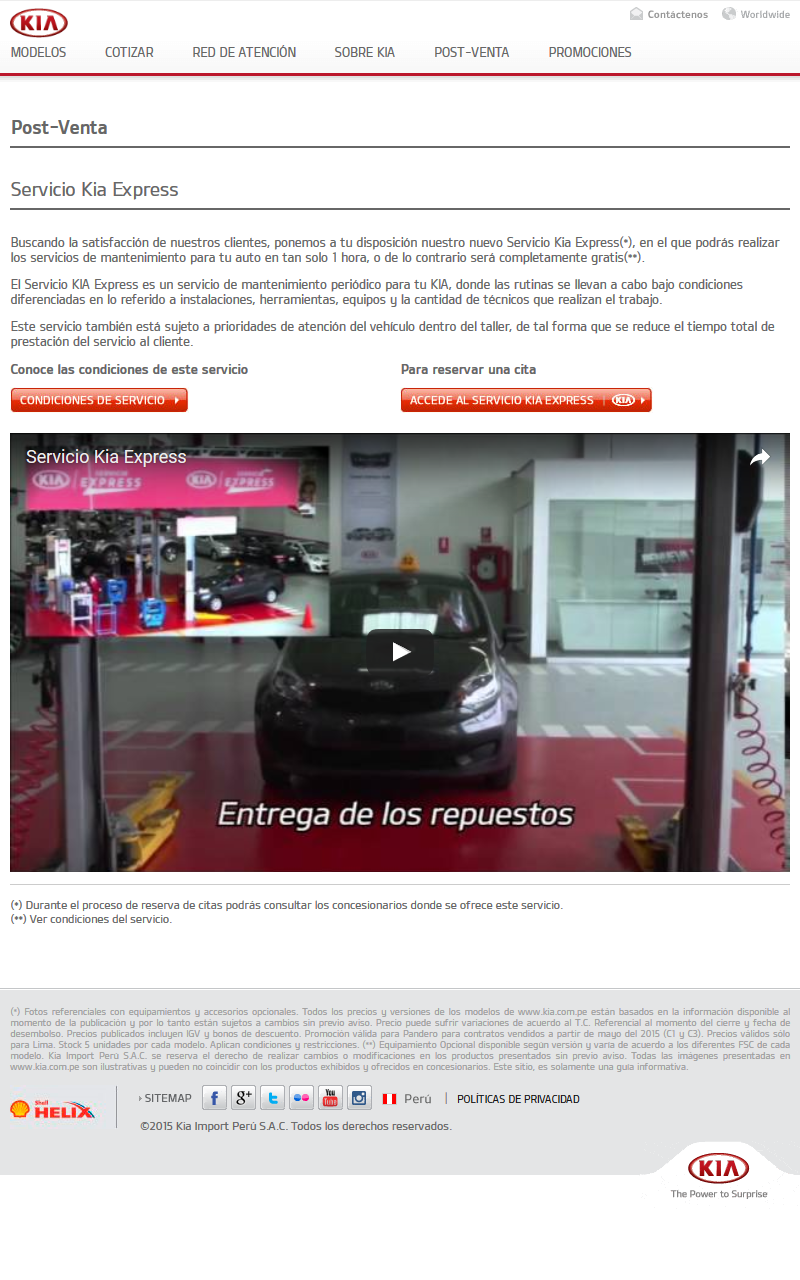 KIA
Contáctenos
Worldwide
MODELOS COTIZAR RED DE ATENCIÓN SOBRE KIA POST-VENTA PROMOCIONES
Post-Venta
Servicio Kia Express
Buscando la satisfacción de nuestros clientes, ponemos a tu disposición nuestro nuevo Servicio Kia Express(*), en el que podrás realizar
los servicios de mantenimiento para tu auto en tan solo 1 hora, o de lo contrario será completamente gratis(**).
El Servicio KIA Express es un servicio de mantenimiento periódico para tu KIA, donde las rutinas se llevan a cabo bajo condiciones
diferenciadas en lo referido a instalaciones, herramientas, equipos y la cantidad de técnicos que realizan el trabajo.
Este servicio también está sujeto a prioridades de atención del vehículo dentro del taller, de tal forma que se reduce el tiempo total de
prestación del servicio al cliente.
Conoce las condiciones de este servicio
Para reservar una cita
CONDICIONES DE SERVICIO
ACCEDE AL SERVICIO KIA EXPRESS | KIA
Servicio Kia Express
KIA SERVICIO EXPRESS KIA SERVICIO EXPRESS
Entrega de los repuestos
(*) Durante el proceso de reserva de citas podrás consultar los concesionarios donde se ofrece este servicio.
(**) Ver condiciones del servicio.
(*) Fotos referenciales con equipamientos y accesorios opcionales. Todos los precios y versiones de los modelos de www.kia.com.pe están basados en la información disponible al
momento de la publicación y por lo tanto están sujetos a cambios sin previo aviso. Precio puede sufrir variaciones de acuerdo al T.C. Referencial al momento del cierre y fecha de
desembolso. Precios publicados incluyen IGV y bonos de descuento. Promoción válida para Pandero para contratos vendidos a partir de mayo del 2015 (C1 y C3). Precios válidos sólo
para Lima. Stock 5 unidades por cada modelo. Aplican condiciones y restricciones. (**) Equipamiento Opcional disponible según versión y varía de acuerdo a los diferentes FSC de cada
modelo. Kia Import Perú S.A.C. se reserva el derecho de realizar cambios o modificaciones en los productos presentados sin previo aviso. Todas las imágenes presentadas en
www.kia.com.pe son ilustrativas y pueden no coincidir con los productos exhibidos y ofrecidos en concesionarios. Este sitio, es solamente una guía informativa.
Shell HELIX
SITEMAP f g+ t You Tube Perú | POLÍTICAS DE PRIVACIDAD
©2015 Kia Import Perú S.A.C. Todos los derechos reservados.
KIA
The Power to Surprise